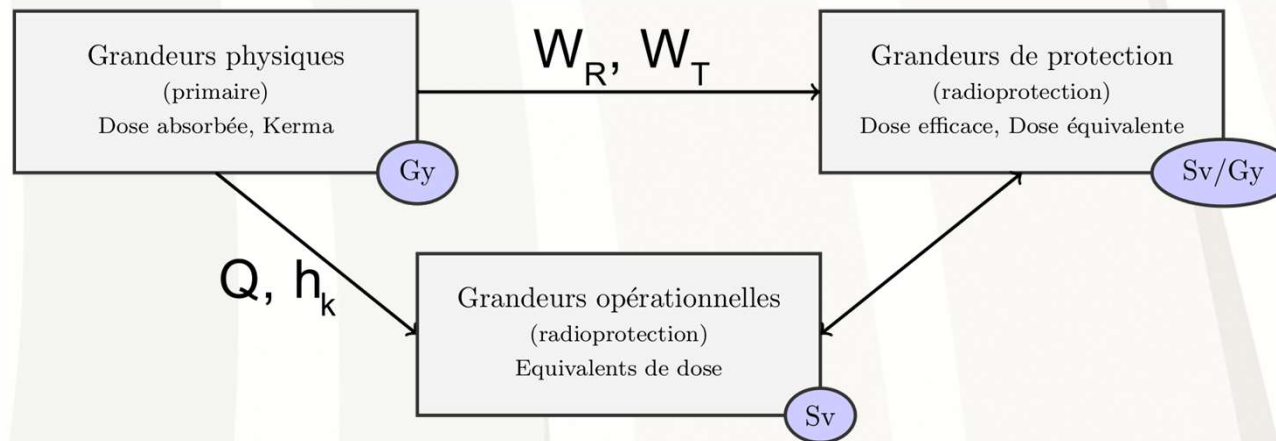 Grandeurs physiques
(primaire)
Dose absorbée, Kerma
Gy
W_R, W_T
Grandeurs de protection
(radioprotection)
Dose efficace, Dose équivalente
Sv/Gy
Q, h_k
Grandeurs opérationnelles
(radioprotection)
Equivalents de dose
Sv